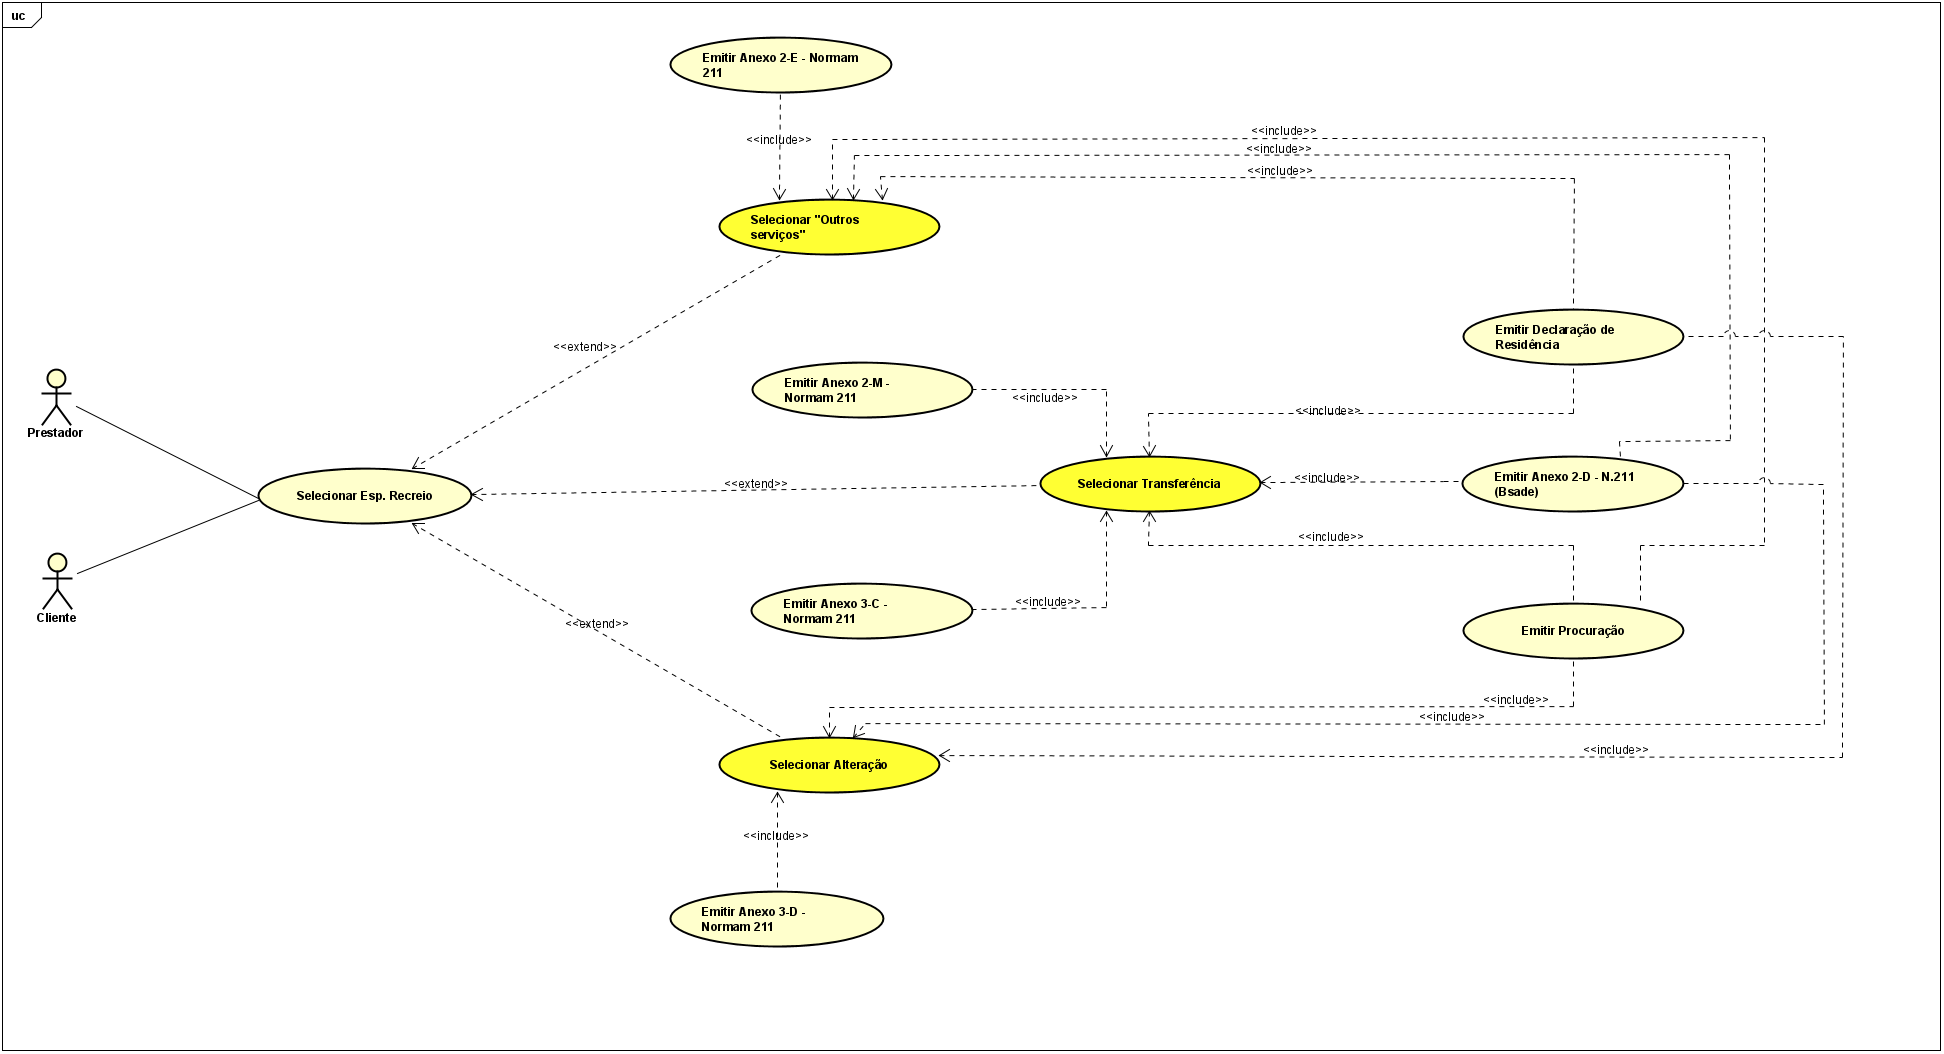 uc
Emitir Anexo 2-E - Normam
211
<<include>>
<<include>>
<<include>>
<<include>>
Selecionar "Outros
serviços"
Emitir Declaração de
Residência
<<extend>>
Emitir Anexo 2-M -
Normam 211
<<include>>
<<include>>
Prestador
Selecionar Esp. Recreio
<<extend>>
Selecionar Transferência
<<include>>
Emitir Anexo 2-D - N.211
(Bsade)
<<include>>
Cliente
Emitir Anexo 3-C -
Normam 211
<<include>>
<<extend>>
Emitir Procuração
<<include>>
<<include>>
<<include>>
Selecionar Alteração
<<include>>
Emitir Anexo 3-D -
Normam 211